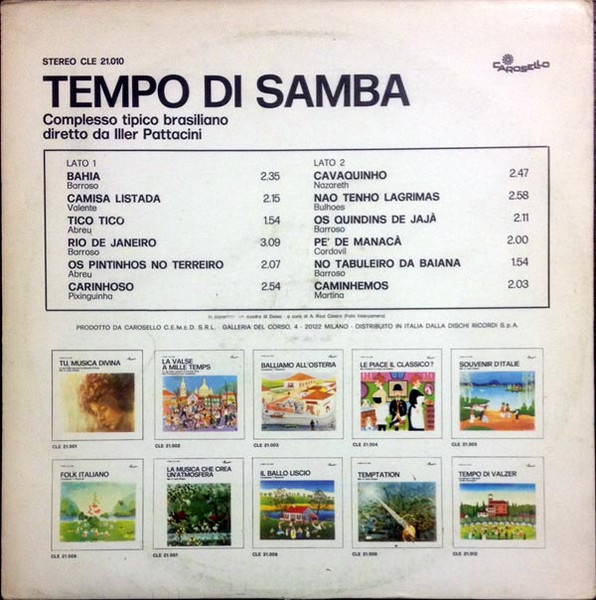 STEREO CLE 21.010
CAROSELLO
TEMPO DI SAMBA
Complesso tipico brasiliano
diretto da Iller Pattacini
LATO 1
BAHIA 2.35
Barroso
CAMISA LISTADA 2.15
Valente
TICO TICO 1.54
Abreu
RIO DE JANEIRO 3.09
Barroso
OS PINTINHOS NO TERREIRO 2.07
Abreu
CARINHOSO 2.54
Pixinguinha
LATO 2
CAVAQUINHO 2.47
Nazareth
NAO TENHO LAGRIMAS 2.58
Bulhoes
OS QUINDINS DE JAJÀ 2.11
Barroso
PE' DE MANACÀ 2.00
Cordovil
NO TABULEIRO DA BAIANA 1.54
Barroso
CAMINHEMOS 2.03
Martins
PRODOTTO DA CAROSELLO C.E.M.E.D. S.R.L. - GALLERIA DEL CORSO, 4 - 20122 MILANO - DISTRIBUITO IN ITALIA DALLA DISCHI RICORDI S.p.A.
TU, MUSICA DIVINA
CLE 21.001
LA VALSE
A MILLE TEMPS
CLE 21.002
BALLIAMO ALL'OSTERIA
CLE 21.003
LE PIACE IL CLASSICO?
CLE 21.004
SOUVENIR D'ITALIE
CLE 21.005
FOLK ITALIANO
CLE 21.006
LA MUSICA CHE CREA
UN'ATMOSFERA
CLE 21.007
IL BALLO LISCIO
CLE 21.008
TEMPTATION
CLE 21.009
TEMPO DI VALZER
CLE 21.012